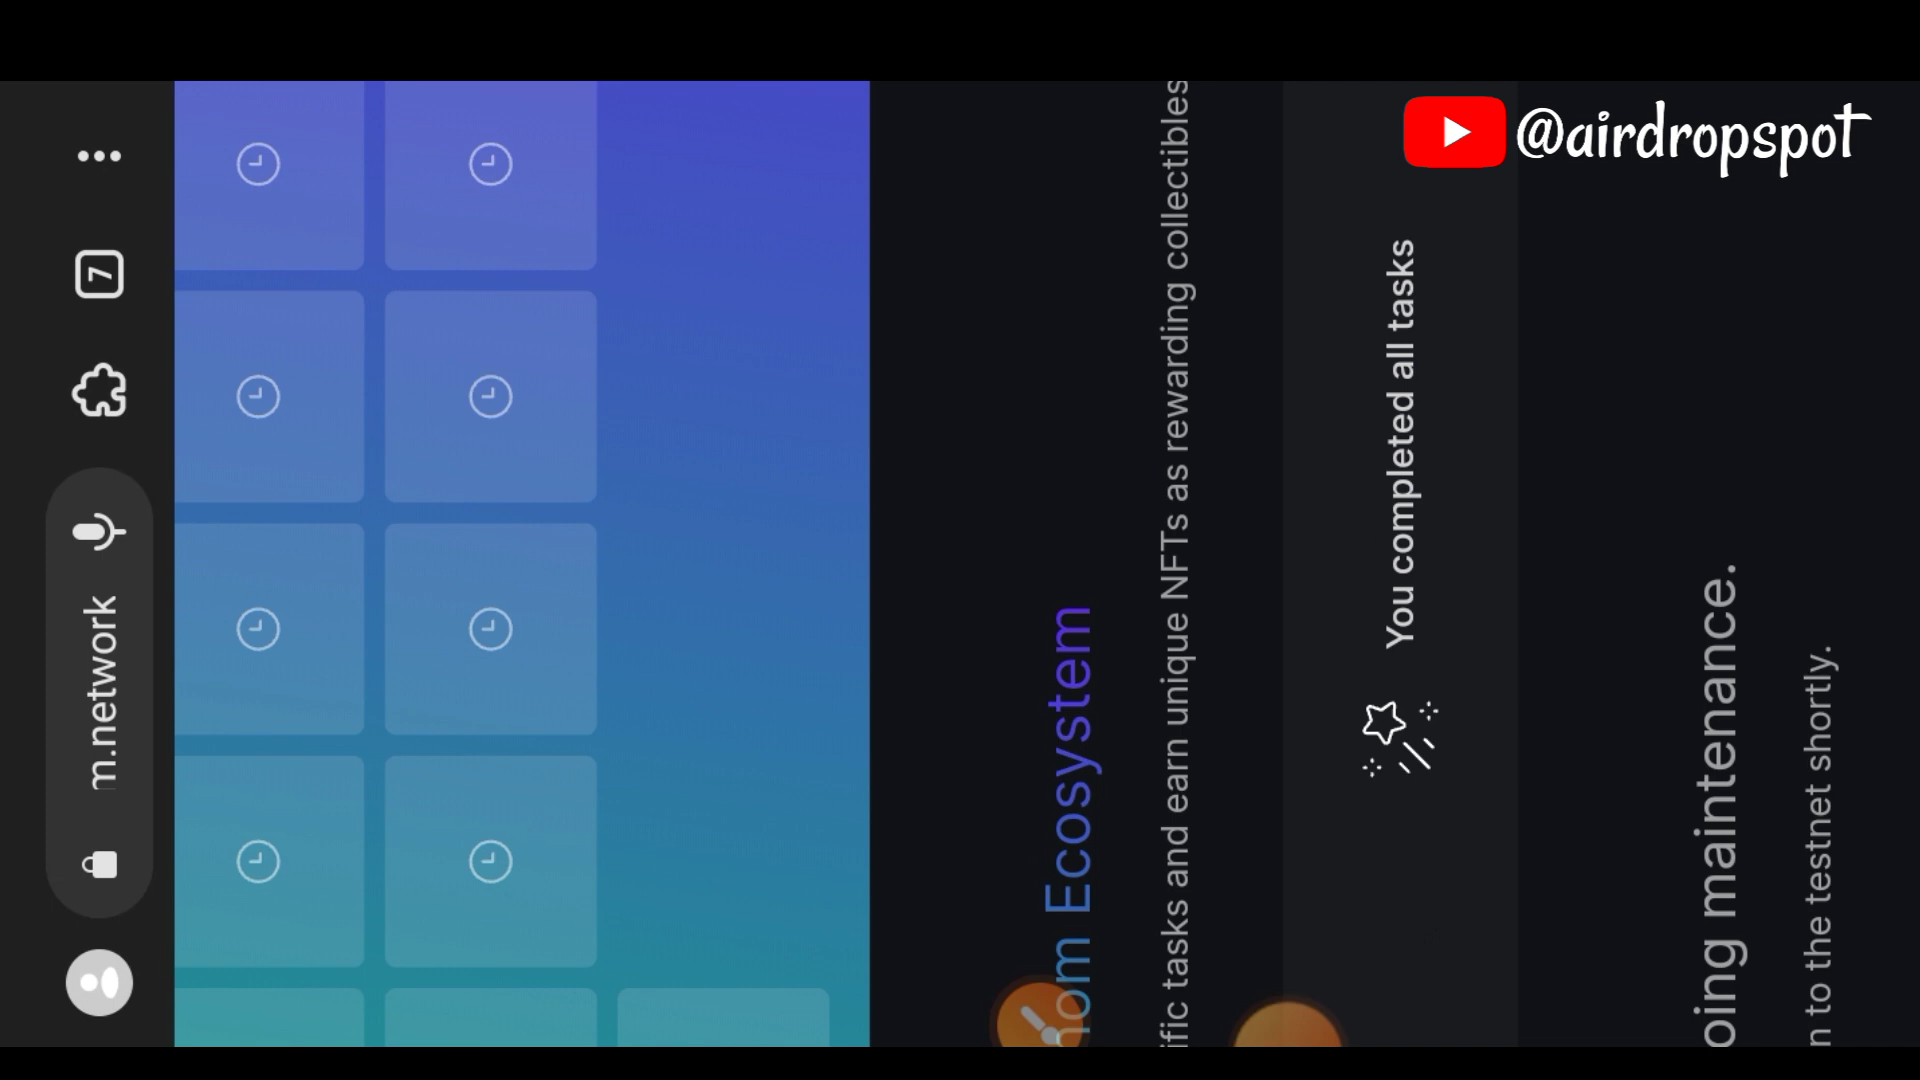 @airdropspot
7
m.network
nom Ecosystem
ific tasks and earn unique NFTs as rewarding collectibles
You completed all tasks
oing maintenance.
n to the testnet shortly.